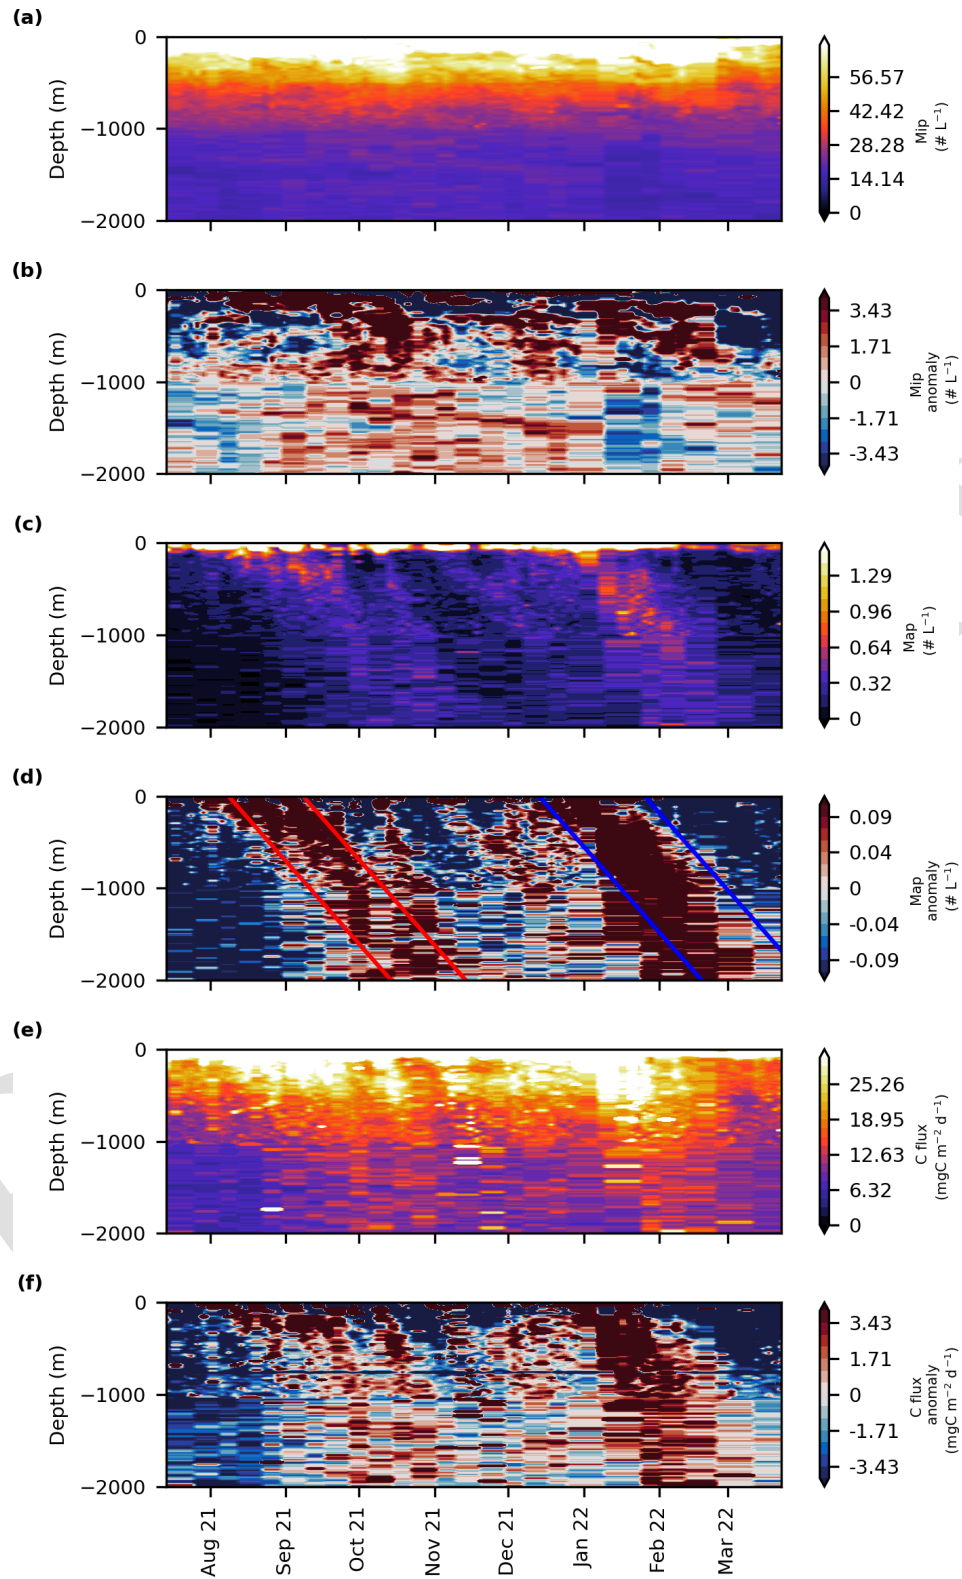 (a)
0
−1000
−2000
Depth (m)
56.57
42.42
28.28
14.14
0
Mip
(# L⁻¹)
(b)
0
−1000
−2000
Depth (m)
3.43
1.71
0
-1.71
-3.43
Mip
anomaly
(# L⁻¹)
(c)
0
−1000
−2000
Depth (m)
1.29
0.96
0.64
0.32
0
Map
(# L⁻¹)
(d)
0
−1000
−2000
Depth (m)
0.09
0.04
0
-0.04
-0.09
Map
anomaly
(# L⁻¹)
(e)
0
−1000
−2000
Depth (m)
25.26
18.95
12.63
6.32
0
C flux
(mgC m⁻² d⁻¹)
(f)
0
−1000
−2000
Depth (m)
3.43
1.71
0
-1.71
-3.43
C flux
anomaly
(mgC m⁻² d⁻¹)
Aug 21
Sep 21
Oct 21
Nov 21
Dec 21
Jan 22
Feb 22
Mar 22